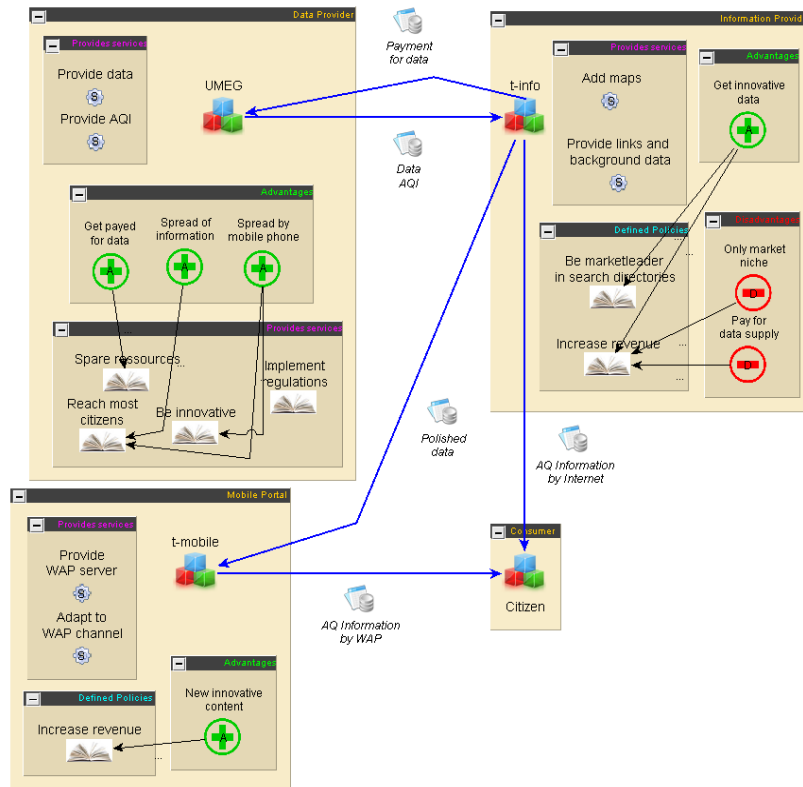 Data Provider
Provides services
Provide data
S
Provide AQI
S
UMEG
Advantages
Get payed
for data
A
Spread of
information
A
Spread by
mobile phone
A
...
Provides services
Spare ressources
Implement
regulations
Reach most
citizens
Be innovative
Payment
for data
Data
AQI
Information Provid
t-info
Provides services
Add maps
S
Provide links and
background data
S
Advantages
Get innovative
data
A
Defined Policies
...
Be marketleader
in search directories
Increase revenue
...
...
Disadvantages
Only market
niche
D
Pay for
data supply
D
Polished
data
AQ Information
by Internet
Mobile Portal
Provides services
Provide
WAP server
S
Adapt to
WAP channel
S
t-mobile
AQ Information
by WAP
Consumer
Citizen
Defined Policies
Increase revenue
...
Advantages
New innovative
content
A